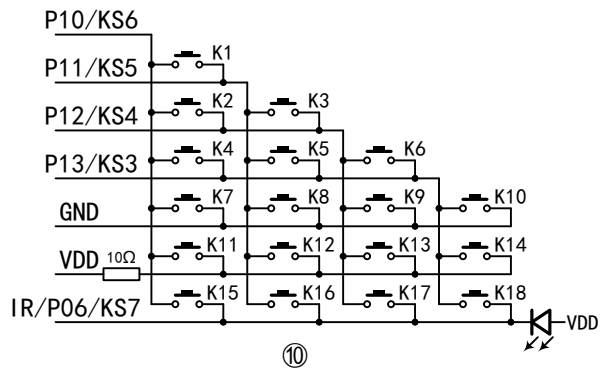 P10/KS6
K1
P11/KS5
K2 K3
P12/KS4
K4 K5 K6
P13/KS3
K7 K8 K9 K10
GND
K11 K12 K13 K14
VDD 10Ω
K15 K16 K17 K18
IR/P06/KS7 VDD
⑩